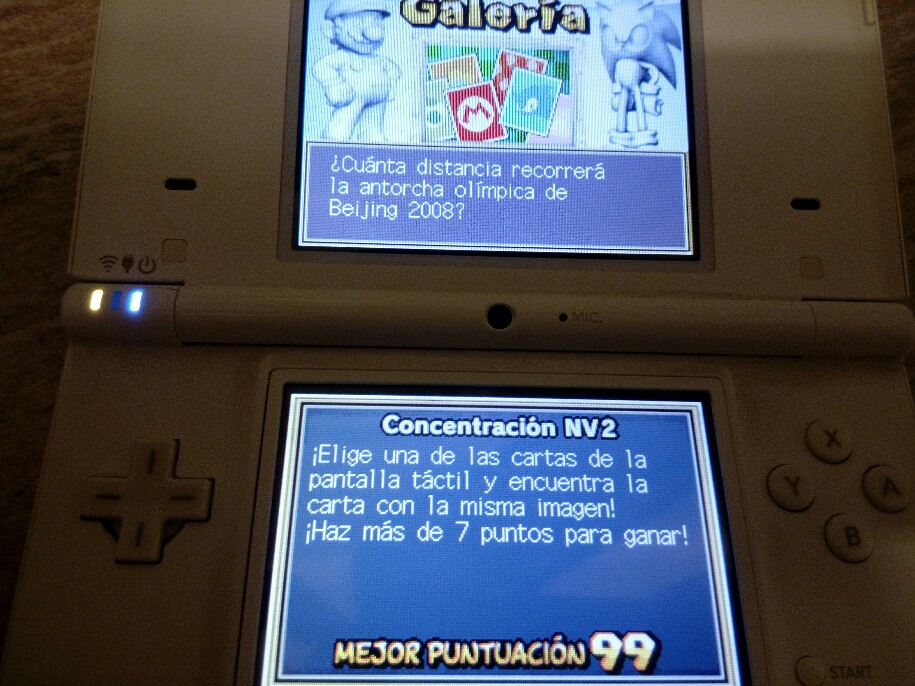 Galería
M
¿Cuánta distancia recorrerá
la antorcha olímpica de
Beijing 2008?
MIC.
Concentración NV2
¡Elige una de las cartas de la
pantalla táctil y encuentra la
carta con la misma imagen!
¡Haz más de 7 puntos para ganar!
MEJOR PUNTUACIÓN 99
X
Y
A
B
START